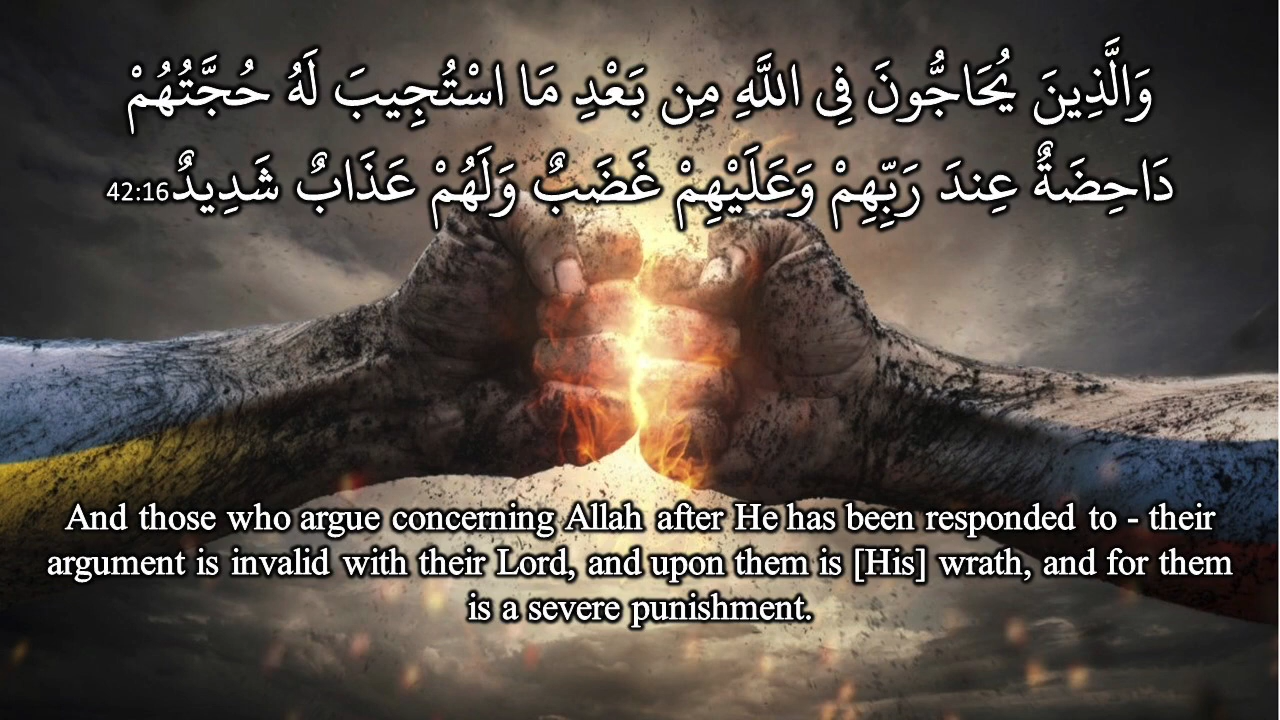 وَالَّذِينَ يُحَاجُّونَ فِى اللَّهِ مِن بَعْدِ مَا اسْتُجِيبَ لَهُ حُجَّتُهُمْ
دَاحِضَةٌ عِندَ رَبِّهِمْ وَعَلَيْهِمْ غَضَبٌ وَلَهُمْ عَذَابٌ شَدِيدٌ42:16
And those who argue concerning Allah after He has been responded to - their
argument is invalid with their Lord, and upon them is [His] wrath, and for them
is a severe punishment.